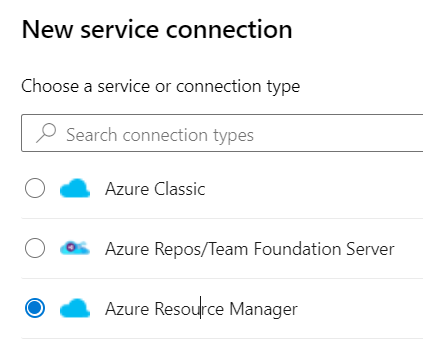 New service connection
Choose a service or connection type
Search connection types
Azure Classic
Azure Repos/Team Foundation Server
Azure Resource Manager